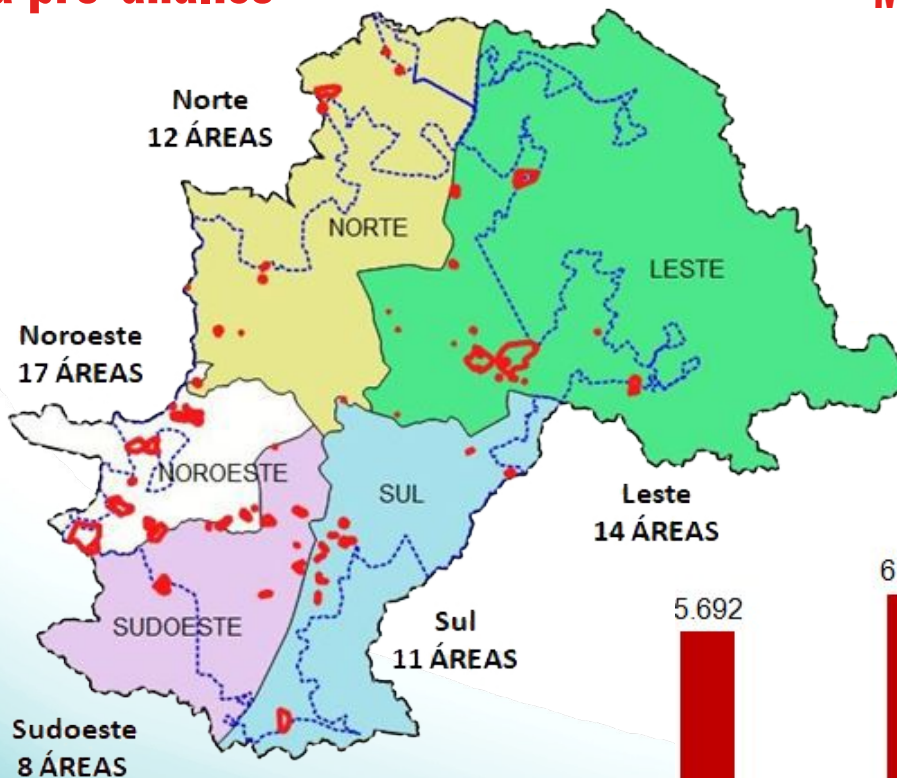 Norte
12 ÁREAS
NORTE
LESTE
Noroeste
17 ÁREAS
NOROESTE
SUL
Leste
14 ÁREAS
SUDOESTE
Sul
11 ÁREAS
5.692
Sudoeste
8 ÁREAS